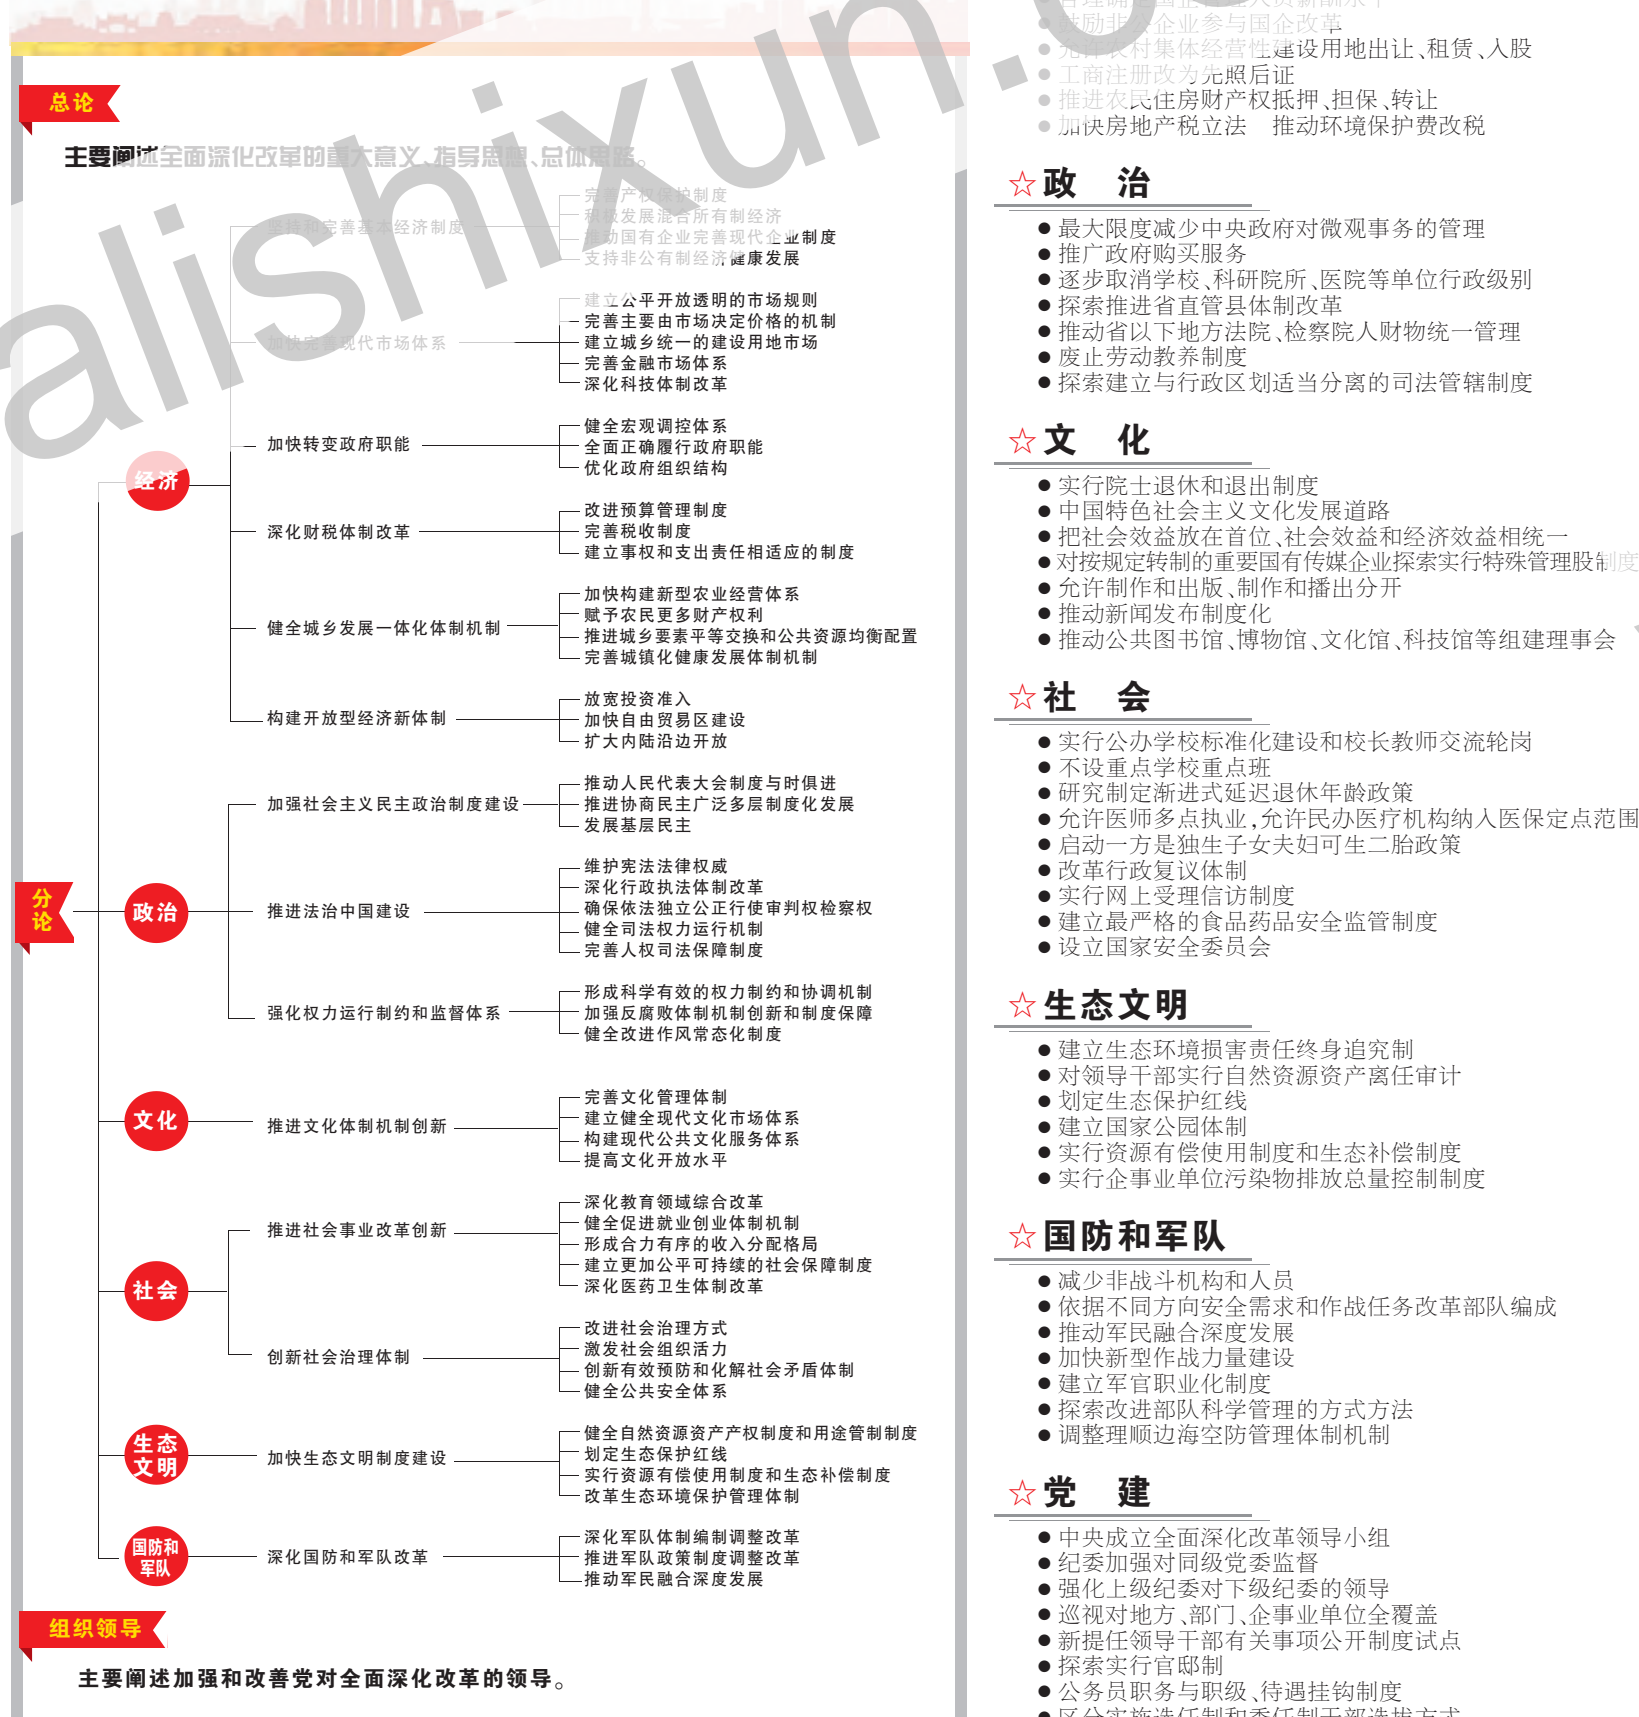 总论
主要阐述全面深化改革的重大意义、指导思想、总体思路。
坚持和完善基本经济制度
完善产权保护制度
积极发展混合所有制经济
推动国有企业完善现代企业制度
支持非公有制经济健康发展
加快完善现代市场体系
建立公平开放透明的市场规则
完善主要由市场决定价格的机制
建立城乡统一的建设用地市场
完善金融市场体系
深化科技体制改革
经济
加快转变政府职能
健全宏观调控体系
全面正确履行政府职能
优化政府组织结构
深化财税体制改革
改进预算管理制度
完善税收制度
建立事权和支出责任相适应的制度
健全城乡发展一体化体制机制
加快构建新型农业经营体系
赋予农民更多财产权利
推进城乡要素平等交换和公共资源均衡配置
完善城镇化健康发展体制机制
构建开放型经济新体制
放宽投资准入
加快自由贸易区建设
扩大内陆沿边开放
分论
政治
加强社会主义民主政治制度建设
推动人民代表大会制度与时俱进
推进协商民主广泛多层制度化发展
发展基层民主
推进法治中国建设
维护宪法法律权威
深化行政执法体制改革
确保依法独立公正行使审判权检察权
健全司法权力运行机制
完善人权司法保障制度
强化权力运行制约和监督体系
形成科学有效的权力制约和协调机制
加强反腐败体制机制创新和制度保障
健全改进作风常态化制度
文化
推进文化体制机制创新
完善文化管理体制
建立健全现代文化市场体系
构建现代公共文化服务体系
提高文化开放水平
社会
推进社会事业改革创新
深化教育领域综合改革
健全促进就业创业体制机制
形成合力有序的收入分配格局
建立更加公平可持续的社会保障制度
深化医药卫生体制改革
创新社会治理体制
改进社会治理方式
激发社会组织活力
创新有效预防和化解社会矛盾体制
健全公共安全体系
生态
文明
加快生态文明制度建设
健全自然资源资产产权制度和用途管制制度
划定生态保护红线
实行资源有偿使用制度和生态补偿制度
改革生态环境保护管理体制
国防和
军队
深化国防和军队改革
深化军队体制编制调整改革
推进军队政策制度调整改革
推动军民融合深度发展
组织领导
主要阐述加强和改善党对全面深化改革的领导。
●鼓励非公企业参与国企改革
●允许农村集体经营性建设用地出让、租赁、入股
●工商注册改为先照后证
●推进农民住房财产权抵押、担保、转让
●加快房地产税立法　推动环境保护费改税
☆政　治
●最大限度减少中央政府对微观事务的管理
●推广政府购买服务
●逐步取消学校、科研院所、医院等单位行政级别
●探索推进省直管县体制改革
●推动省以下地方法院、检察院人财物统一管理
●废止劳动教养制度
●探索建立与行政区划适当分离的司法管辖制度
☆文　化
●实行院士退休和退出制度
●中国特色社会主义文化发展道路
●把社会效益放在首位、社会效益和经济效益相统一
●对按规定转制的重要国有传媒企业探索实行特殊管理股制度
●允许制作和出版、制作和播出分开
●推动新闻发布制度化
●推动公共图书馆、博物馆、文化馆、科技馆等组建理事会
☆社　会
●实行公办学校标准化建设和校长教师交流轮岗
●不设重点学校重点班
●研究制定渐进式延迟退休年龄政策
●允许医师多点执业,允许民办医疗机构纳入医保定点范围
●启动一方是独生子女夫妇可生二胎政策
●改革行政复议体制
●实行网上受理信访制度
●建立最严格的食品药品安全监管制度
●设立国家安全委员会
☆生态文明
●建立生态环境损害责任终身追究制
●对领导干部实行自然资源资产离任审计
●划定生态保护红线
●建立国家公园体制
●实行资源有偿使用制度和生态补偿制度
●实行企事业单位污染物排放总量控制制度
☆国防和军队
●减少非战斗机构和人员
●依据不同方向安全需求和作战任务改革部队编成
●推动军民融合深度发展
●加快新型作战力量建设
●建立军官职业化制度
●探索改进部队科学管理的方式方法
●调整理顺边海空防管理体制机制
☆党　建
●中央成立全面深化改革领导小组
●纪委加强对同级党委监督
●强化上级纪委对下级纪委的领导
●巡视对地方、部门、企事业单位全覆盖
●新提任领导干部有关事项公开制度试点
●探索实行官邸制
●公务员职务与职级、待遇挂钩制度
●区分实施选任制和委任制干部选拔方式
alishixun.